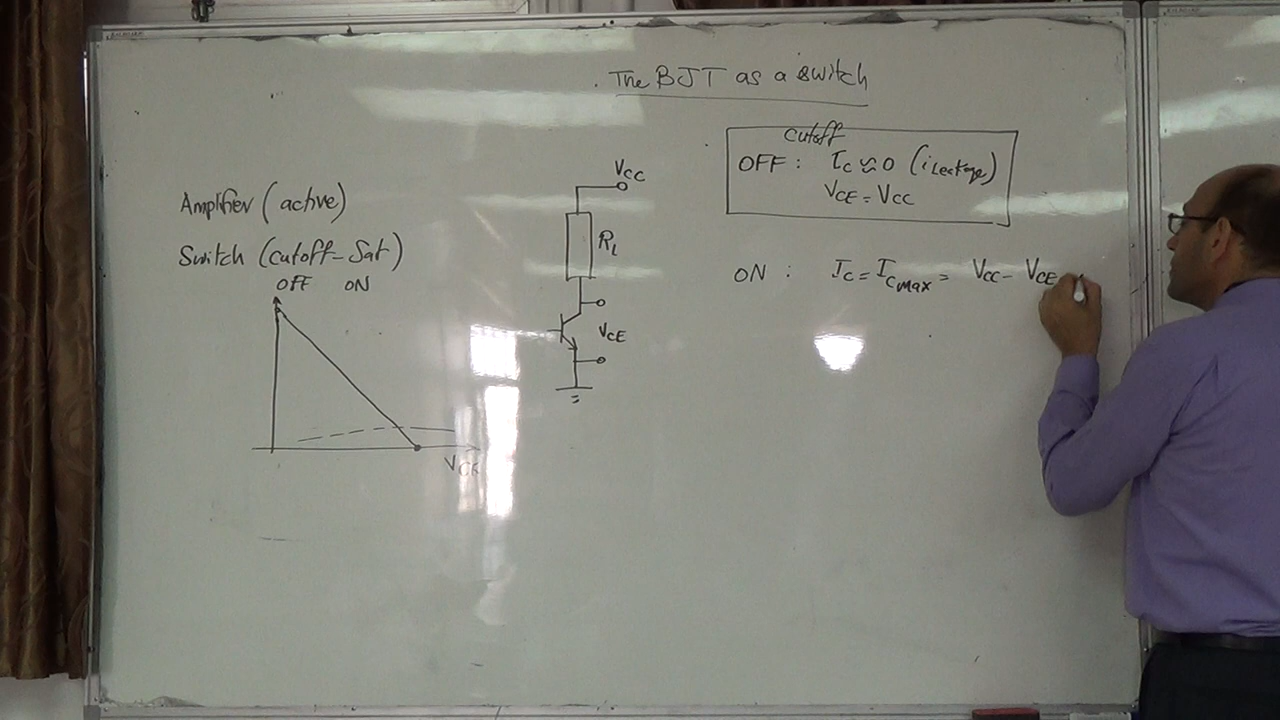 The BJT as a switch
cutoff
OFF : IC ≈ 0 (i leakage)
VCE = VCC
Amplifier (active)
Switch (cutoff - Sat)
OFF ON
VCC
RL
VCE
ON : IC = ICmax = VCC - VCE
VCE